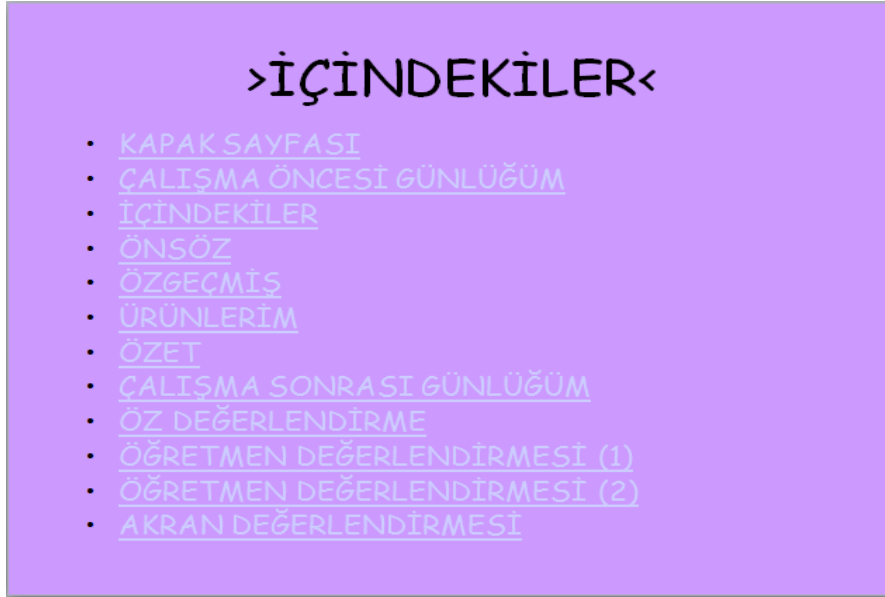 >İÇİNDEKİLER<
• KAPAK SAYFASI
• ÇALIŞMA ÖNCESİ GÜNLÜĞÜM
• İÇİNDEKİLER
• ÖNSÖZ
• ÖZGEÇMİŞ
• ÜRÜNLERİM
• ÖZET
• ÇALIŞMA SONRASI GÜNLÜĞÜM
• ÖZ DEĞERLENDİRME
• ÖĞRETMEN DEĞERLENDİRMESİ (1)
• ÖĞRETMEN DEĞERLENDİRMESİ (2)
• AKRAN DEĞERLENDİRMESİ